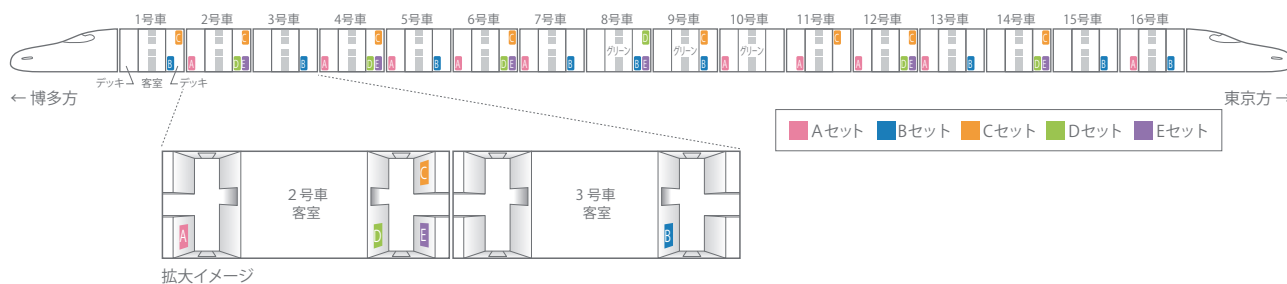 1号車 2号車 3号車 4号車 5号車 6号車 7号車 8号車 9号車 10号車 11号車 12号車 13号車 14号車 15号車 16号車
C C C C C D C C C C
グリーン グリーン グリーン
B A D E B A D E A B A D E A B B E B A A D E A B D E B A B
デッキ 客室 デッキ
← 博多方
東京方 →
Aセット Bセット Cセット Dセット Eセット
C
2号車
客室
3号車
客室
A D E B
拡大イメージ